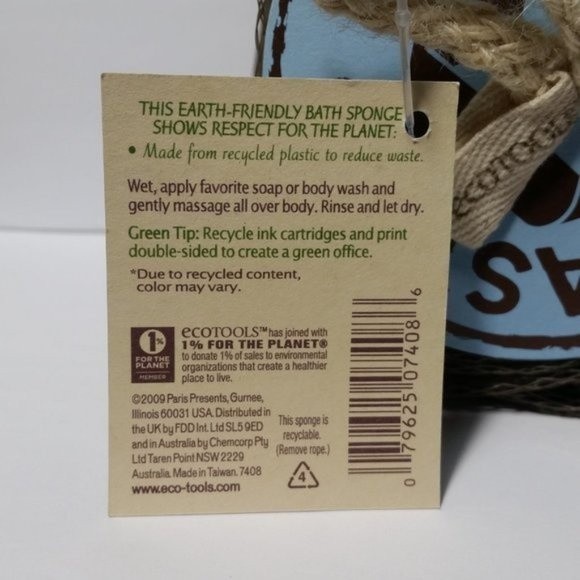 THIS EARTH-FRIENDLY BATH SPONGE
SHOWS RESPECT FOR THE PLANET:
• Made from recycled plastic to reduce waste.
Wet, apply favorite soap or body wash and
gently massage all over body. Rinse and let dry.
Green Tip: Recycle ink cartridges and print
double-sided to create a green office.
*Due to recycled content,
color may vary.
1%
FOR THE
PLANET
MEMBER
ecoTOOLS™ has joined with
1% FOR THE PLANET®
to donate 1% of sales to environmental
organizations that create a healthier
place to live.
©2009 Paris Presents, Gurnee,
Illinois 60031 USA. Distributed in
the UK by FDD Int. Ltd SL5 9ED
and in Australia by Chemcorp Pty
Ltd Taren Point NSW 2229
Australia. Made in Taiwan. 7408
www.eco-tools.com
This sponge is
recyclable.
(Remove rope.)
4
0 79625 07408 6